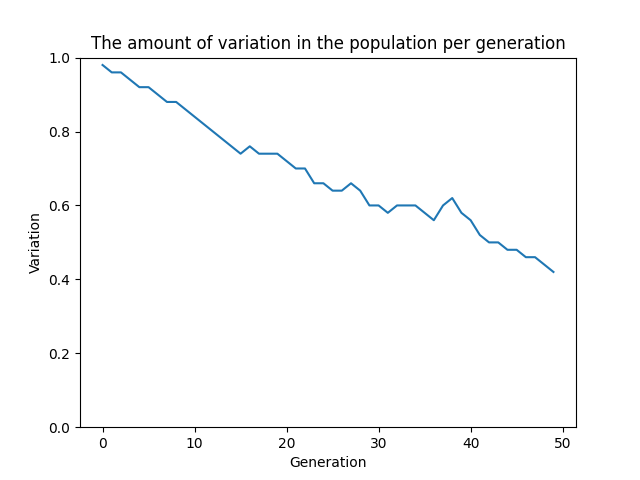 The amount of variation in the population per generation
1.0
0.8
0.6
0.4
0.2
0.0
Variation
0 10 20 30 40 50
Generation